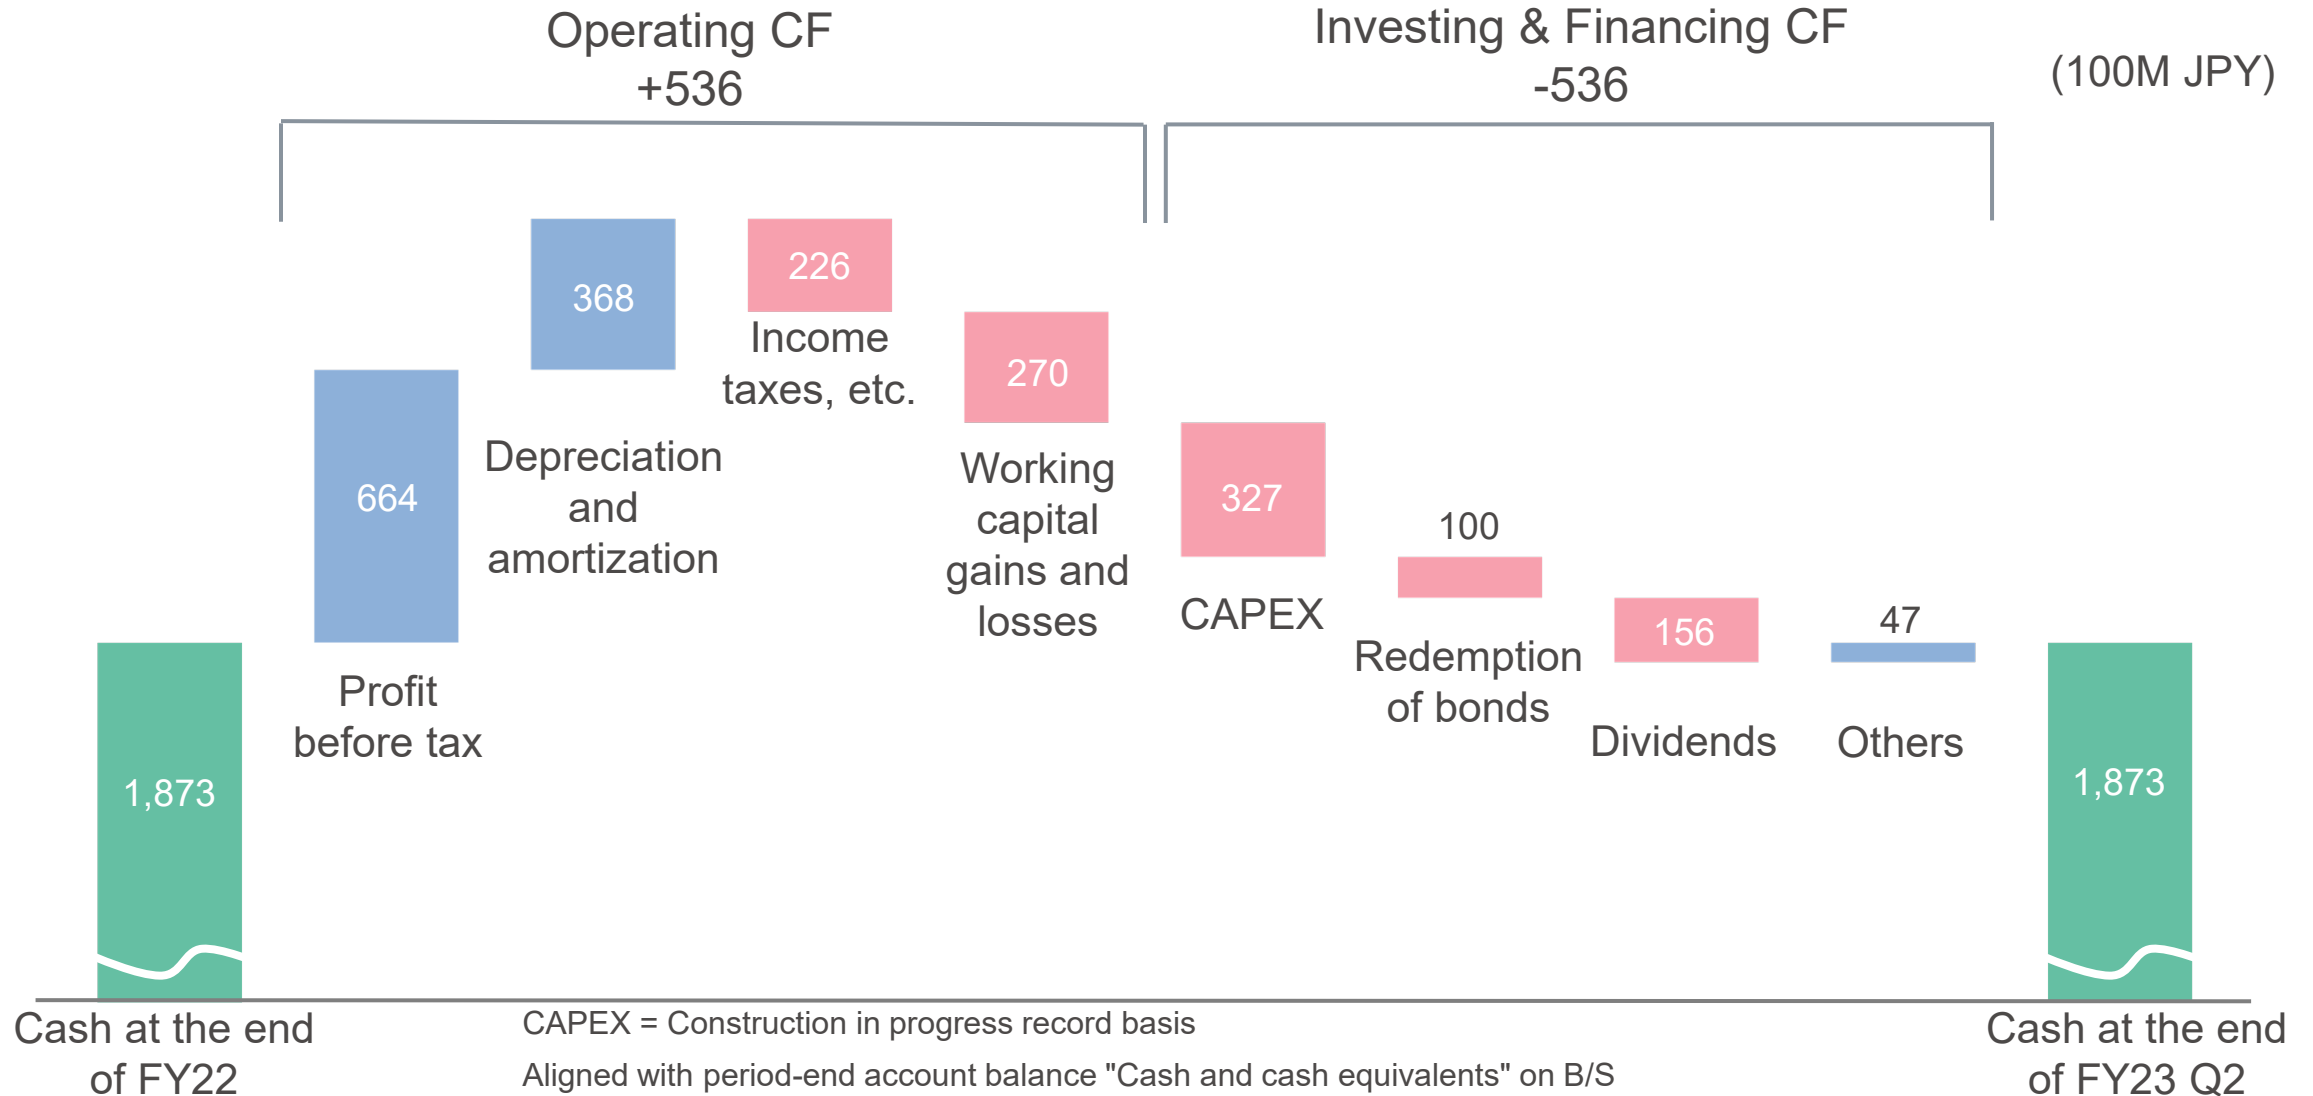 Operating CF
+536
Investing & Financing CF
-536
(100M JPY)
1,873
Cash at the end
of FY22
664
Profit
before tax
368
Depreciation
and
amortization
226
Income
taxes, etc.
270
Working
capital
gains and
losses
327
CAPEX
100
Redemption
of bonds
156
Dividends
47
Others
1,873
Cash at the end
of FY23 Q2
CAPEX = Construction in progress record basis
Aligned with period-end account balance "Cash and cash equivalents" on B/S